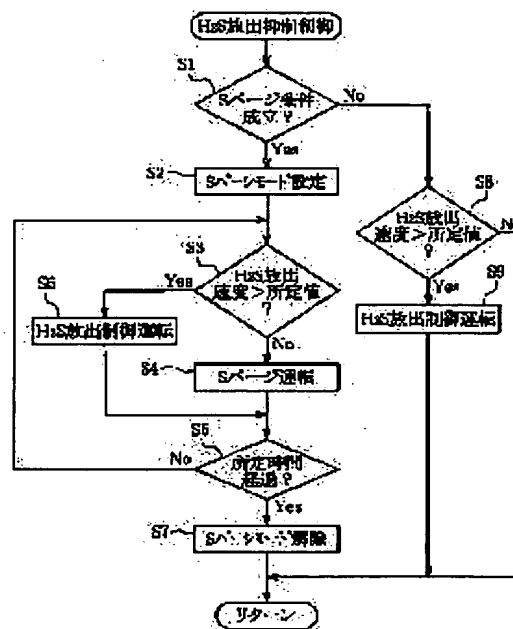 H₂S放出抑制制御
S1
Sパージ条件
成立?
No
Yes
S2
Sパージモード設定
S3
H₂S放出
速度>所定値
?
Yes
No
S6
H₂S放出制御運転
S4
Sパージ運転
S5
所定時間
経過?
No
Yes
S7
Sパージモード解除
S8
H₂S放出
速度>所定値
?
No
Yes
S9
H₂S放出制御運転
リターン